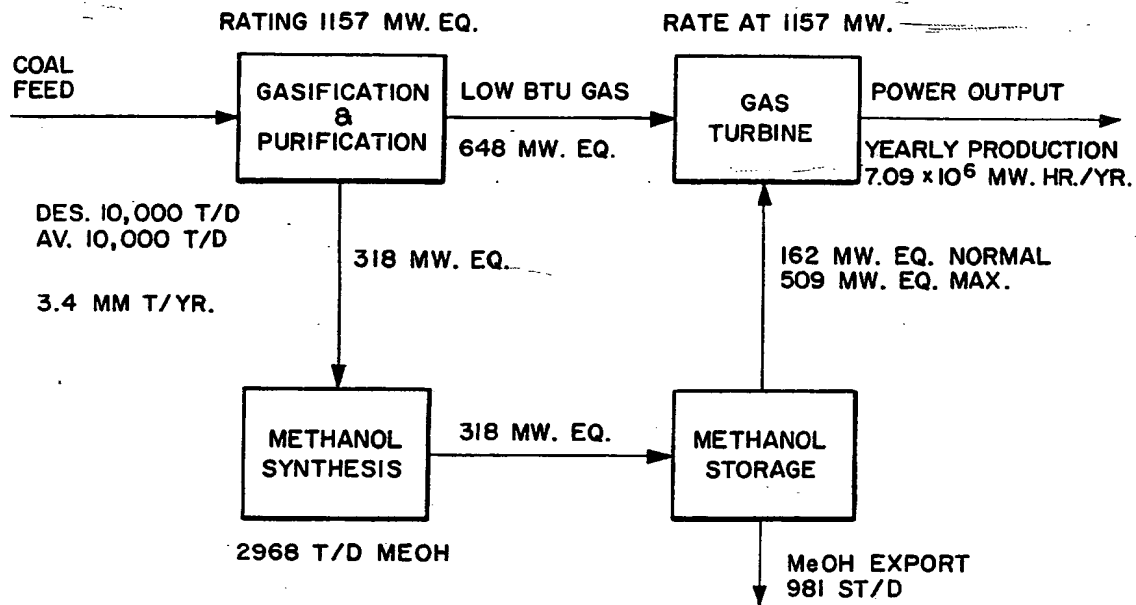 RATING 1157 MW. EQ.
RATE AT 1157 MW.
COAL
FEED
GASIFICATION
&
PURIFICATION
LOW BTU GAS
648 MW. EQ.
GAS
TURBINE
POWER OUTPUT
YEARLY PRODUCTION
7.09 × 10⁶ MW. HR./YR.
DES. 10,000 T/D
AV. 10,000 T/D
3.4 MM T/YR.
318 MW. EQ.
162 MW. EQ. NORMAL
509 MW. EQ. MAX.
METHANOL
SYNTHESIS
318 MW. EQ.
METHANOL
STORAGE
2968 T/D MEOH
MeOH EXPORT
981 ST/D